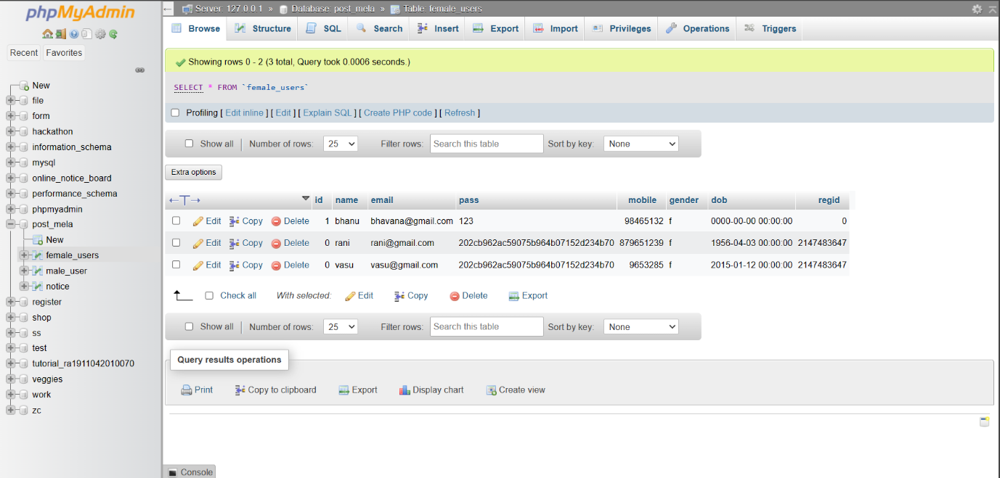 phpMyAdmin
Recent Favorites
New
file
form
hackathon
information_schema
mysql
online_notice_board
performance_schema
phpmyadmin
post_mela
New
female_users
male_user
notice
register
shop
ss
test
tutorial_ra1911042010070
veggies
work
zc
Server: 127.0.0.1 » Database: post_mela » Table: female_users
Browse Structure SQL Search Insert Export Import Privileges Operations Triggers
Showing rows 0 - 2 (3 total, Query took 0.0006 seconds.)
SELECT * FROM `female_users`
Profiling [ Edit inline ] [ Edit ] [ Explain SQL ] [ Create PHP code ] [ Refresh ]
Show all Number of rows: 25 Filter rows: Search this table Sort by key: None
Extra options
←T→ id name email pass mobile gender dob regid
Edit Copy Delete 1 bhanu bhavana@gmail.com 123 98465132 f 0000-00-00 00:00:00 0
Edit Copy Delete 0 rani rani@gmail.com 202cb962ac59075b964b07152d234b70 879651239 f 1956-04-03 00:00:00 2147483647
Edit Copy Delete 0 vasu vasu@gmail.com 202cb962ac59075b964b07152d234b70 9653285 f 2015-01-12 00:00:00 2147483647
Check all With selected: Edit Copy Delete Export
Show all Number of rows: 25 Filter rows: Search this table Sort by key: None
Query results operations
Print Copy to clipboard Export Display chart Create view
Console